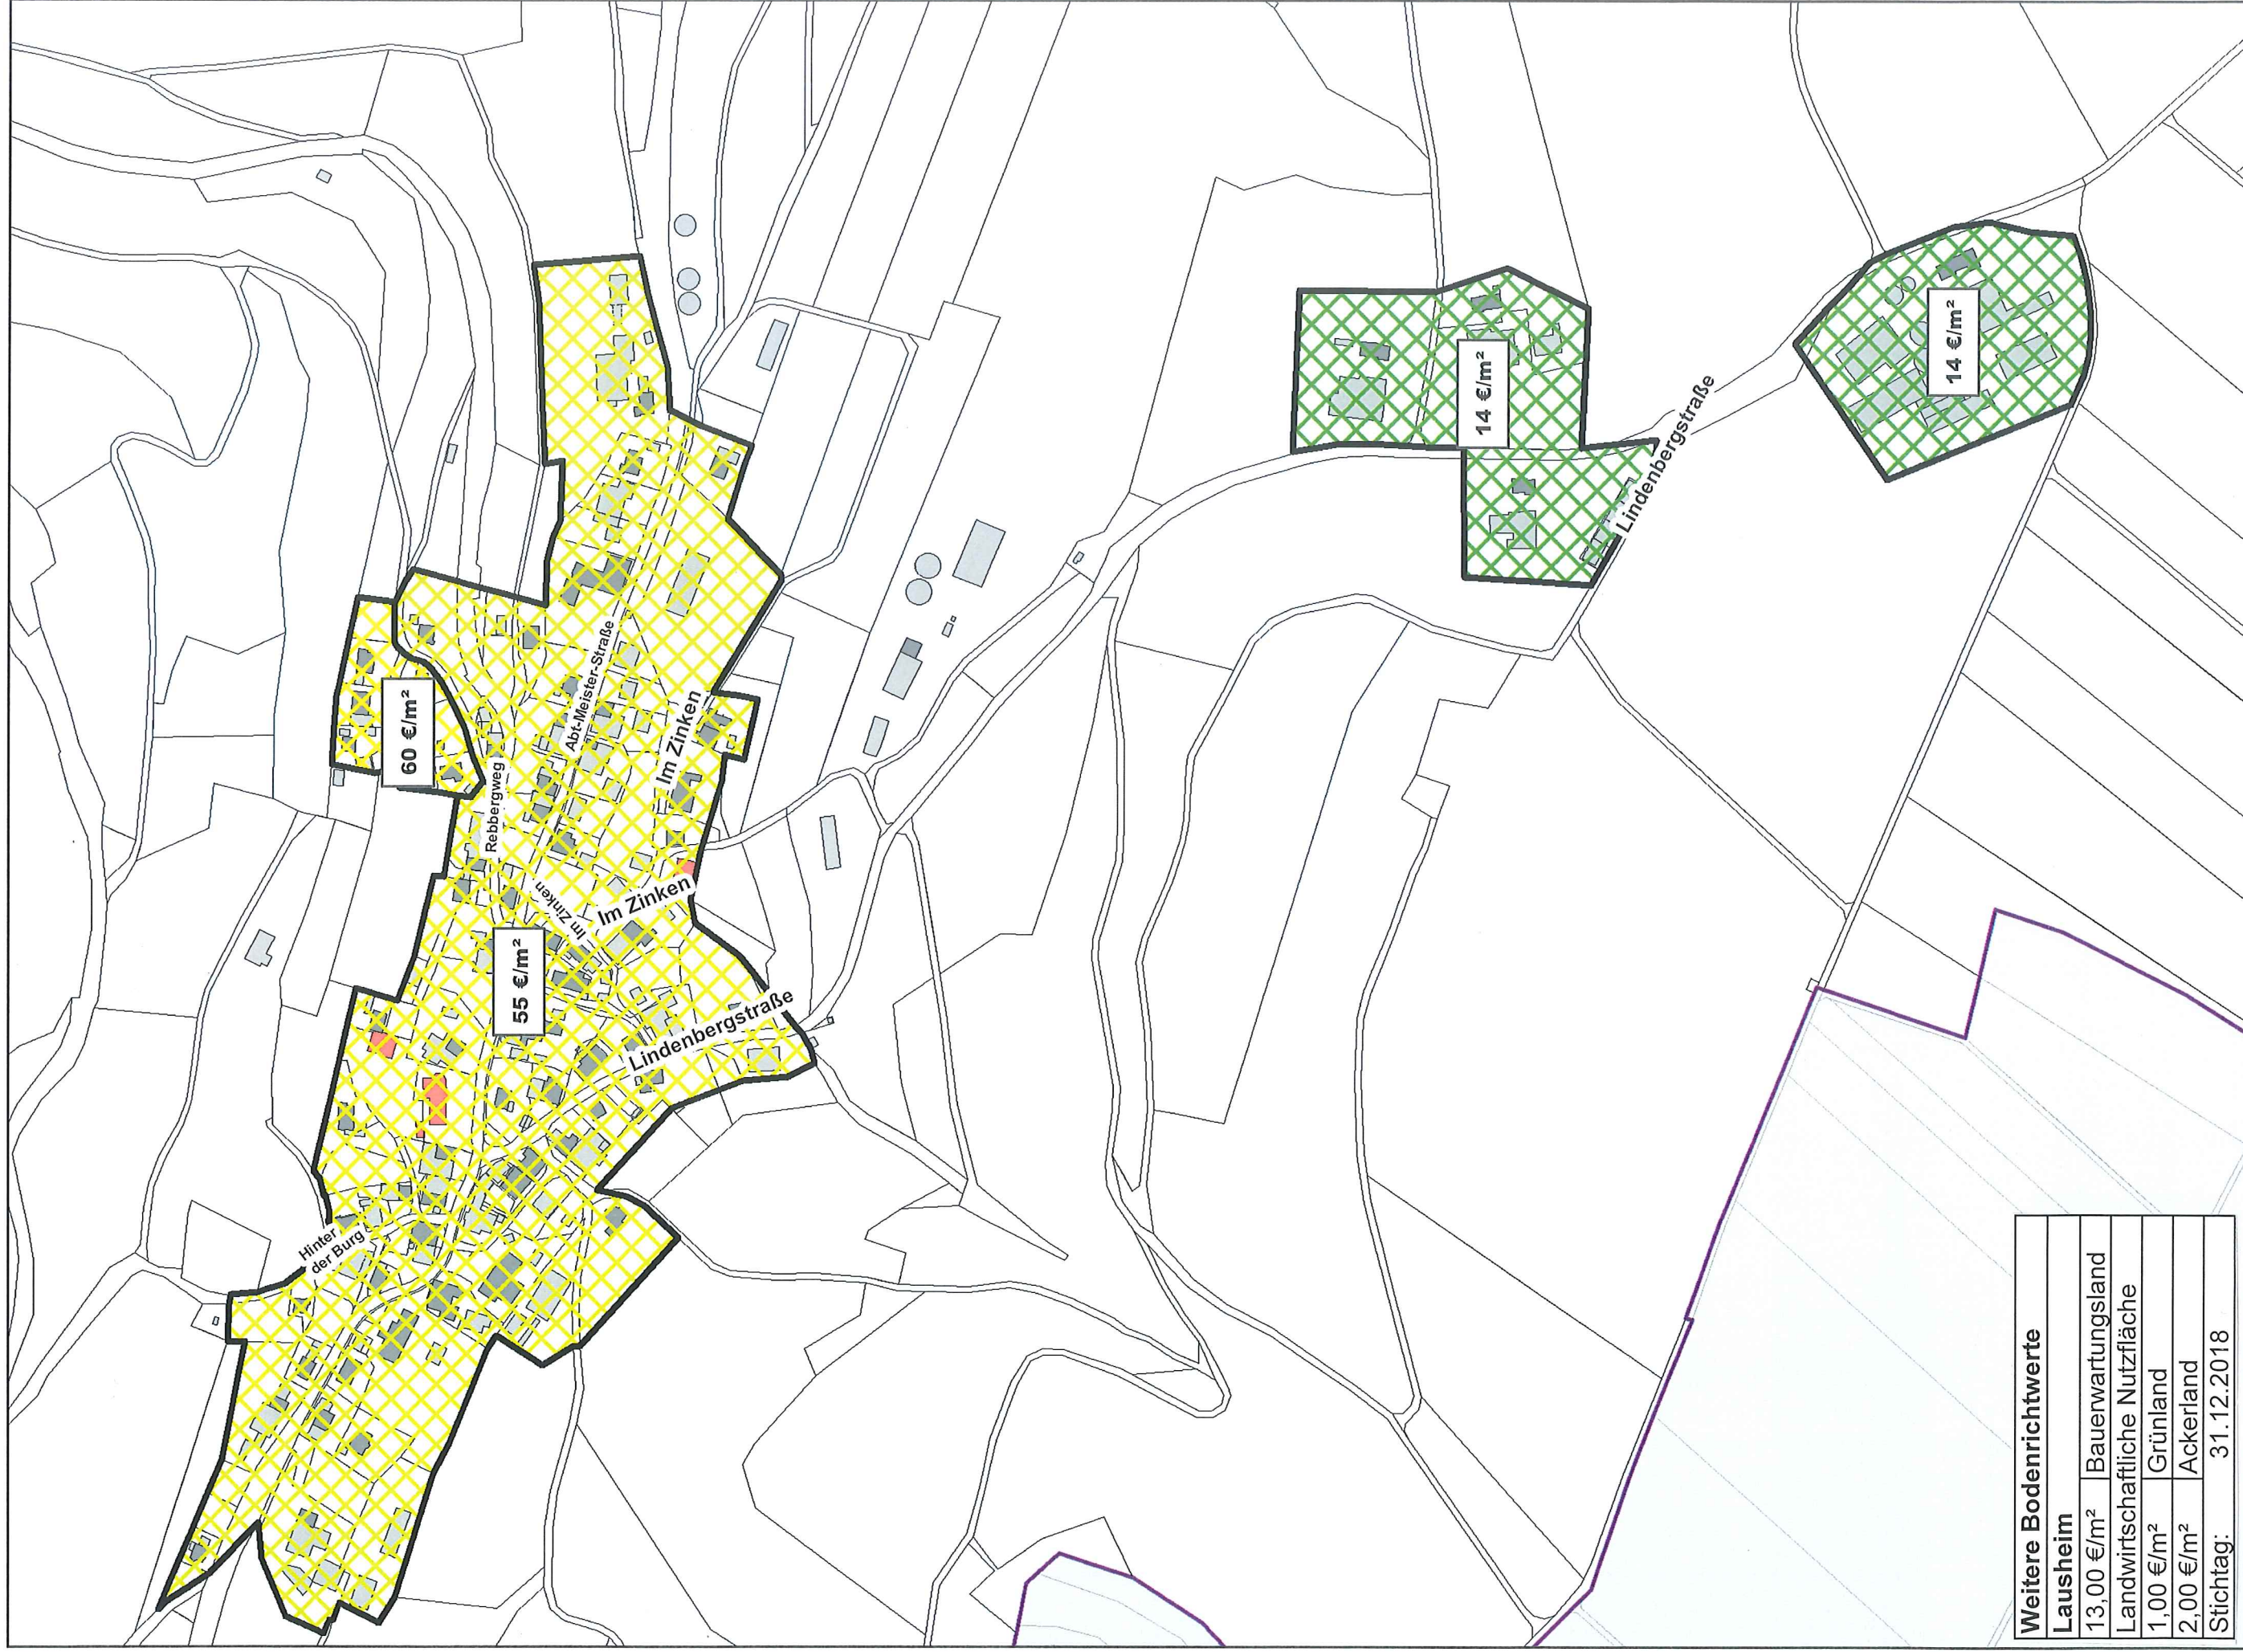 60 €/m²
Rebbergweg
Abt-Meister-Straße
Im Zinken
Im Zinken
Im Zinken
55 €/m²
Lindenbergstraße
Hinter
der Burg
14 €/m²
Lindenbergstraße
14 €/m²
Weitere Bodenrichtwerte
Lausheim
13,00 €/m² Bauerwartungsland
Landwirtschaftliche Nutzfläche
1,00 €/m² Grünland
2,00 €/m² Ackerland
Stichtag: 31.12.2018